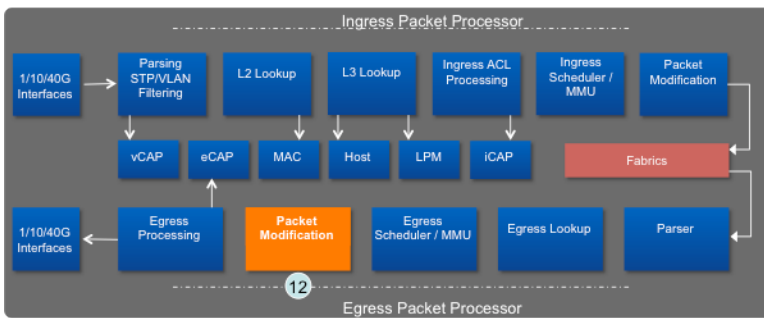 Ingress Packet Processor
1/10/40G
Interfaces
Parsing
STP/VLAN
Filtering
L2 Lookup
L3 Lookup
Ingress ACL
Processing
Ingress
Scheduler /
MMU
Packet
Modification
vCAP
eCAP
MAC
Host
LPM
iCAP
Fabrics
1/10/40G
Interfaces
Egress
Processing
Packet
Modification
Egress
Scheduler / MMU
Egress Lookup
Parser
12
Egress Packet Processor